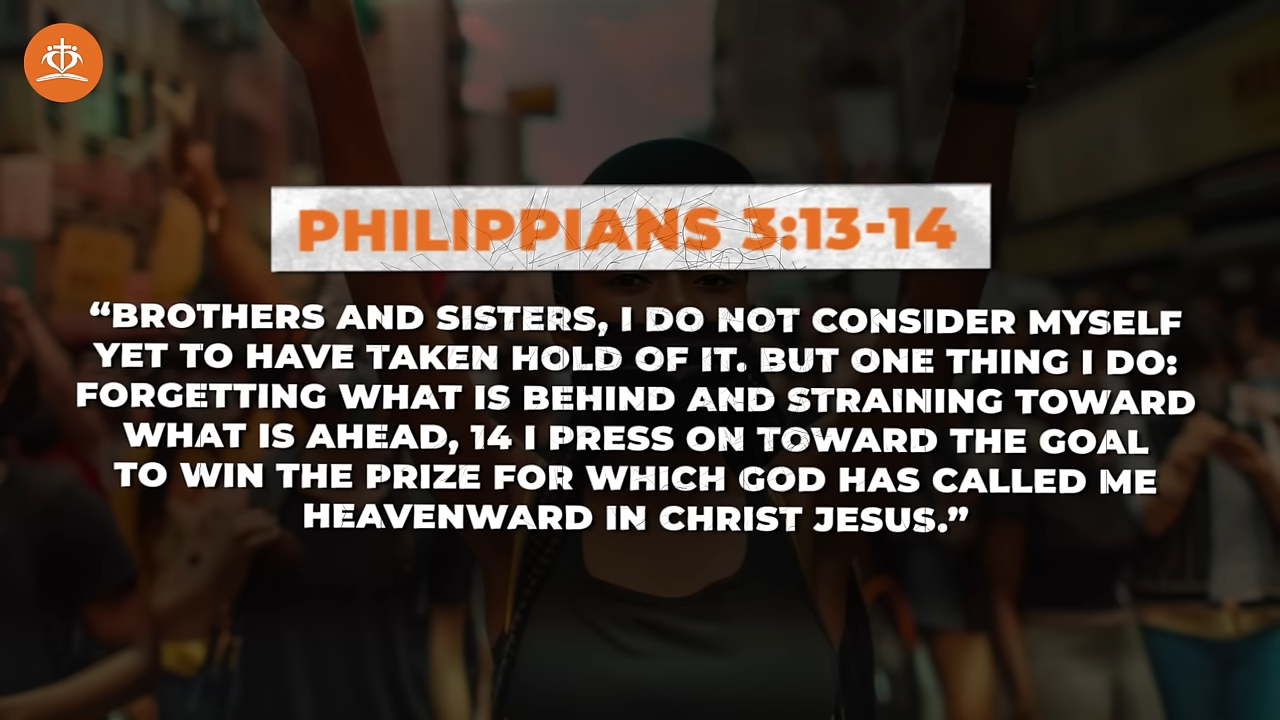 PHILIPPIANS 3:13-14
“BROTHERS AND SISTERS, I DO NOT CONSIDER MYSELF
YET TO HAVE TAKEN HOLD OF IT. BUT ONE THING I DO:
FORGETTING WHAT IS BEHIND AND STRAINING TOWARD
WHAT IS AHEAD, 14 I PRESS ON TOWARD THE GOAL
TO WIN THE PRIZE FOR WHICH GOD HAS CALLED ME
HEAVENWARD IN CHRIST JESUS.”